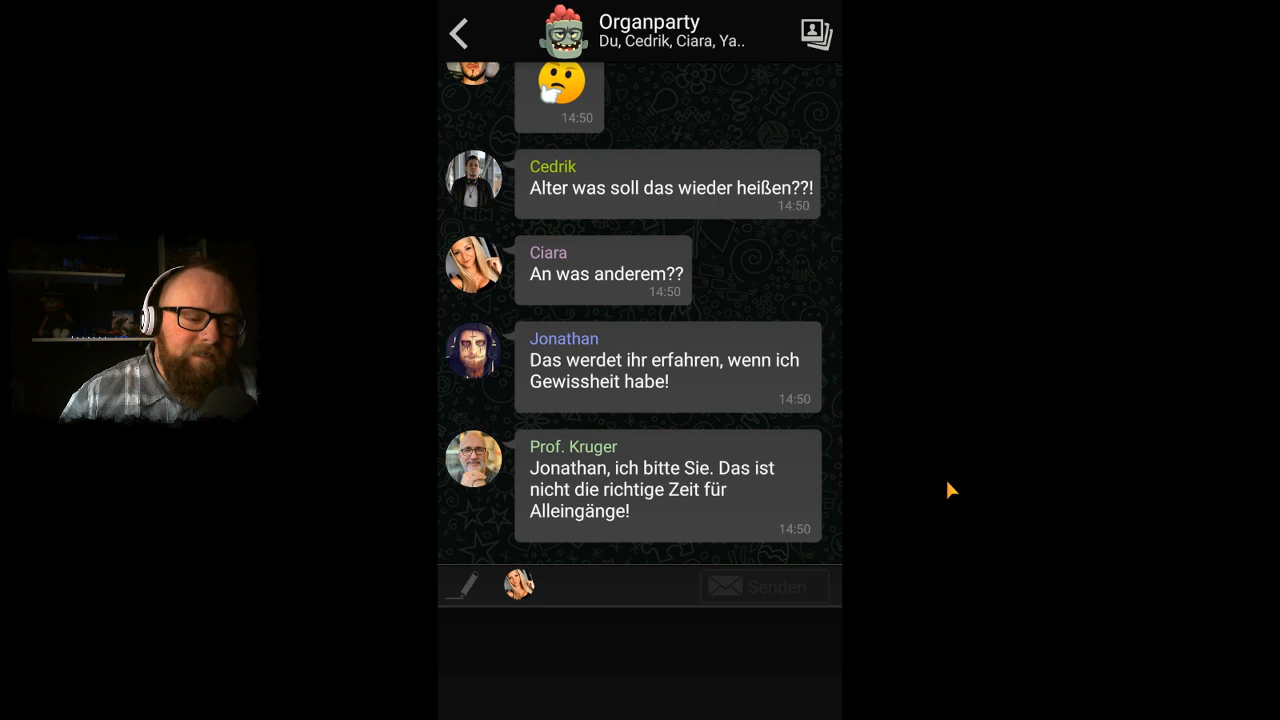 Organparty
Du, Cedrik, Ciara, Ya..
14:50
Cedrik
Alter was soll das wieder heißen??!
14:50
Ciara
An was anderem??
14:50
Jonathan
Das werdet ihr erfahren, wenn ich
Gewissheit habe!
14:50
Prof. Kruger
Jonathan, ich bitte Sie. Das ist
nicht die richtige Zeit für
Alleingänge!
14:50
Senden